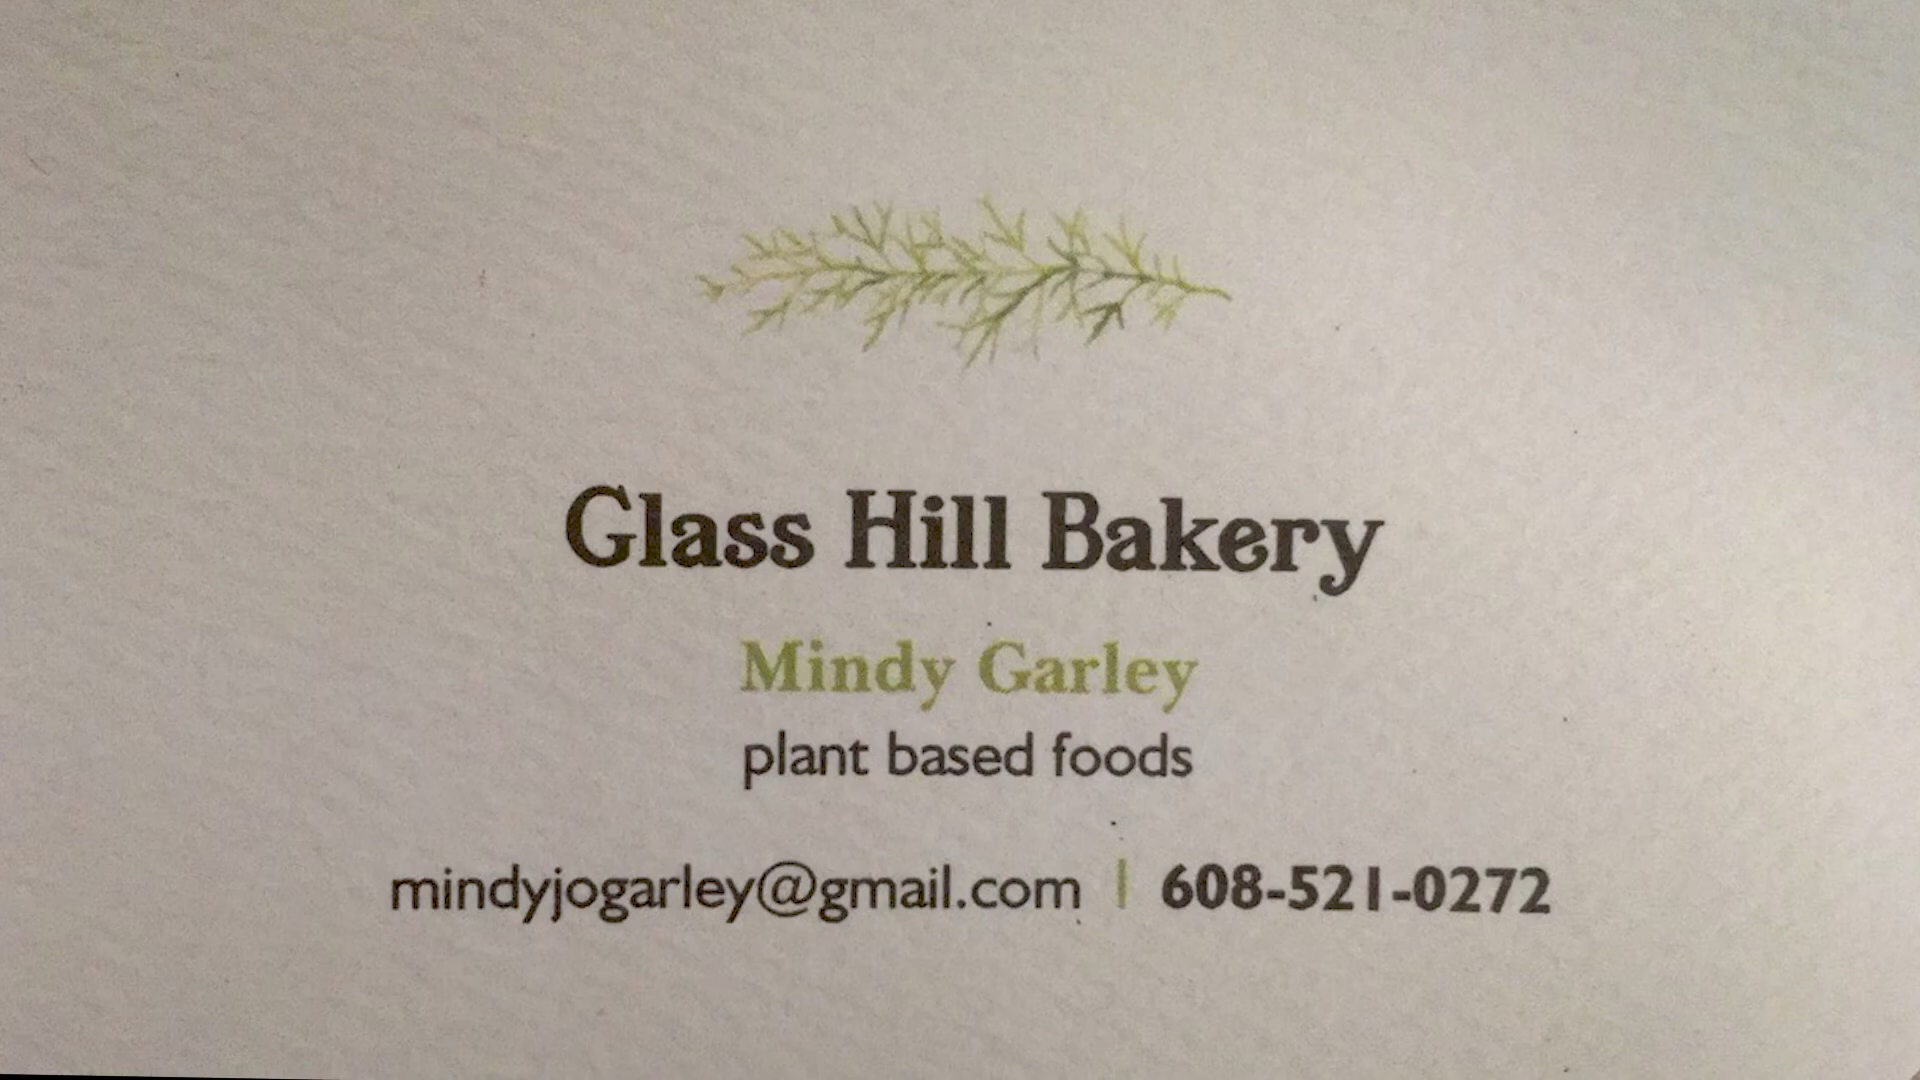 Glass Hill Bakery
Mindy Garley
plant based foods
mindyjogarley@gmail.com | 608-521-0272